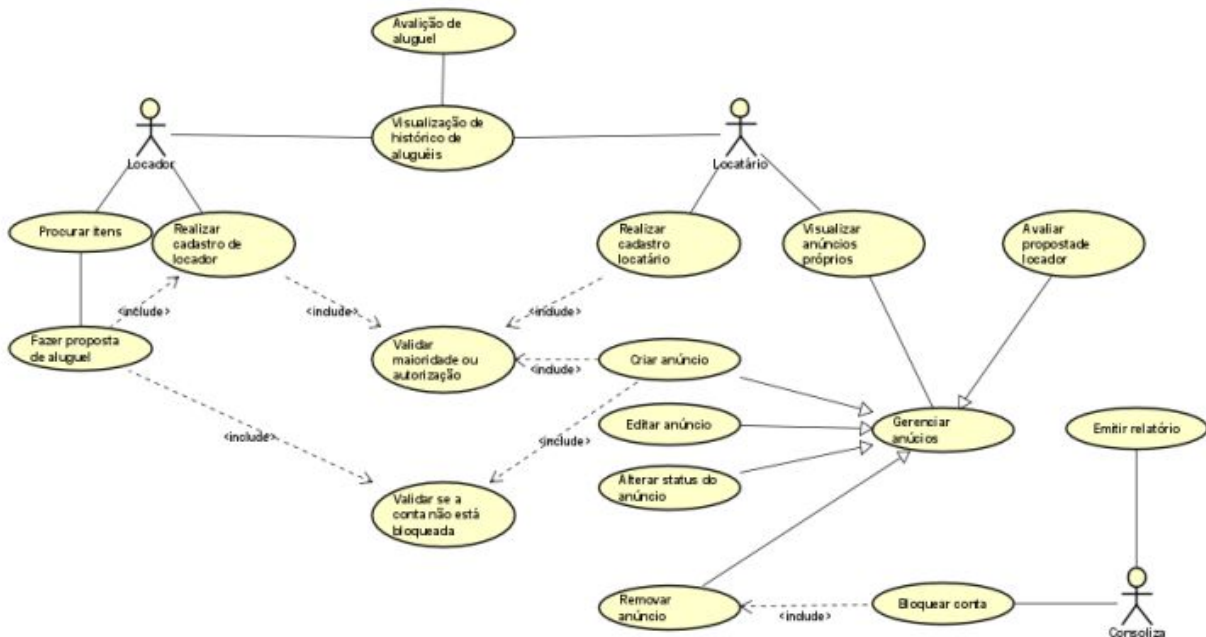 Avalição de
aluguel
Visualização de
histórico de
aluguéis
Locador
Locatário
Procurar itens
Realizar
cadastro de
locador
Realizar
cadastro
locatário
Visualizar
anúncios
próprios
Avaliar
propostade
locador
<include>
<include>
<include>
Fazer proposta
de aluguel
Validar
maioridade ou
autorização
<include>
Criar anúncio
<include>
<include>
Editar anúncio
Gerenciar
anúcios
Emitir relatório
Alterar status do
anúncio
Validar se a
conta não está
bloqueada
Removar
anúncio
<include>
Bloquear conta
Consoliza